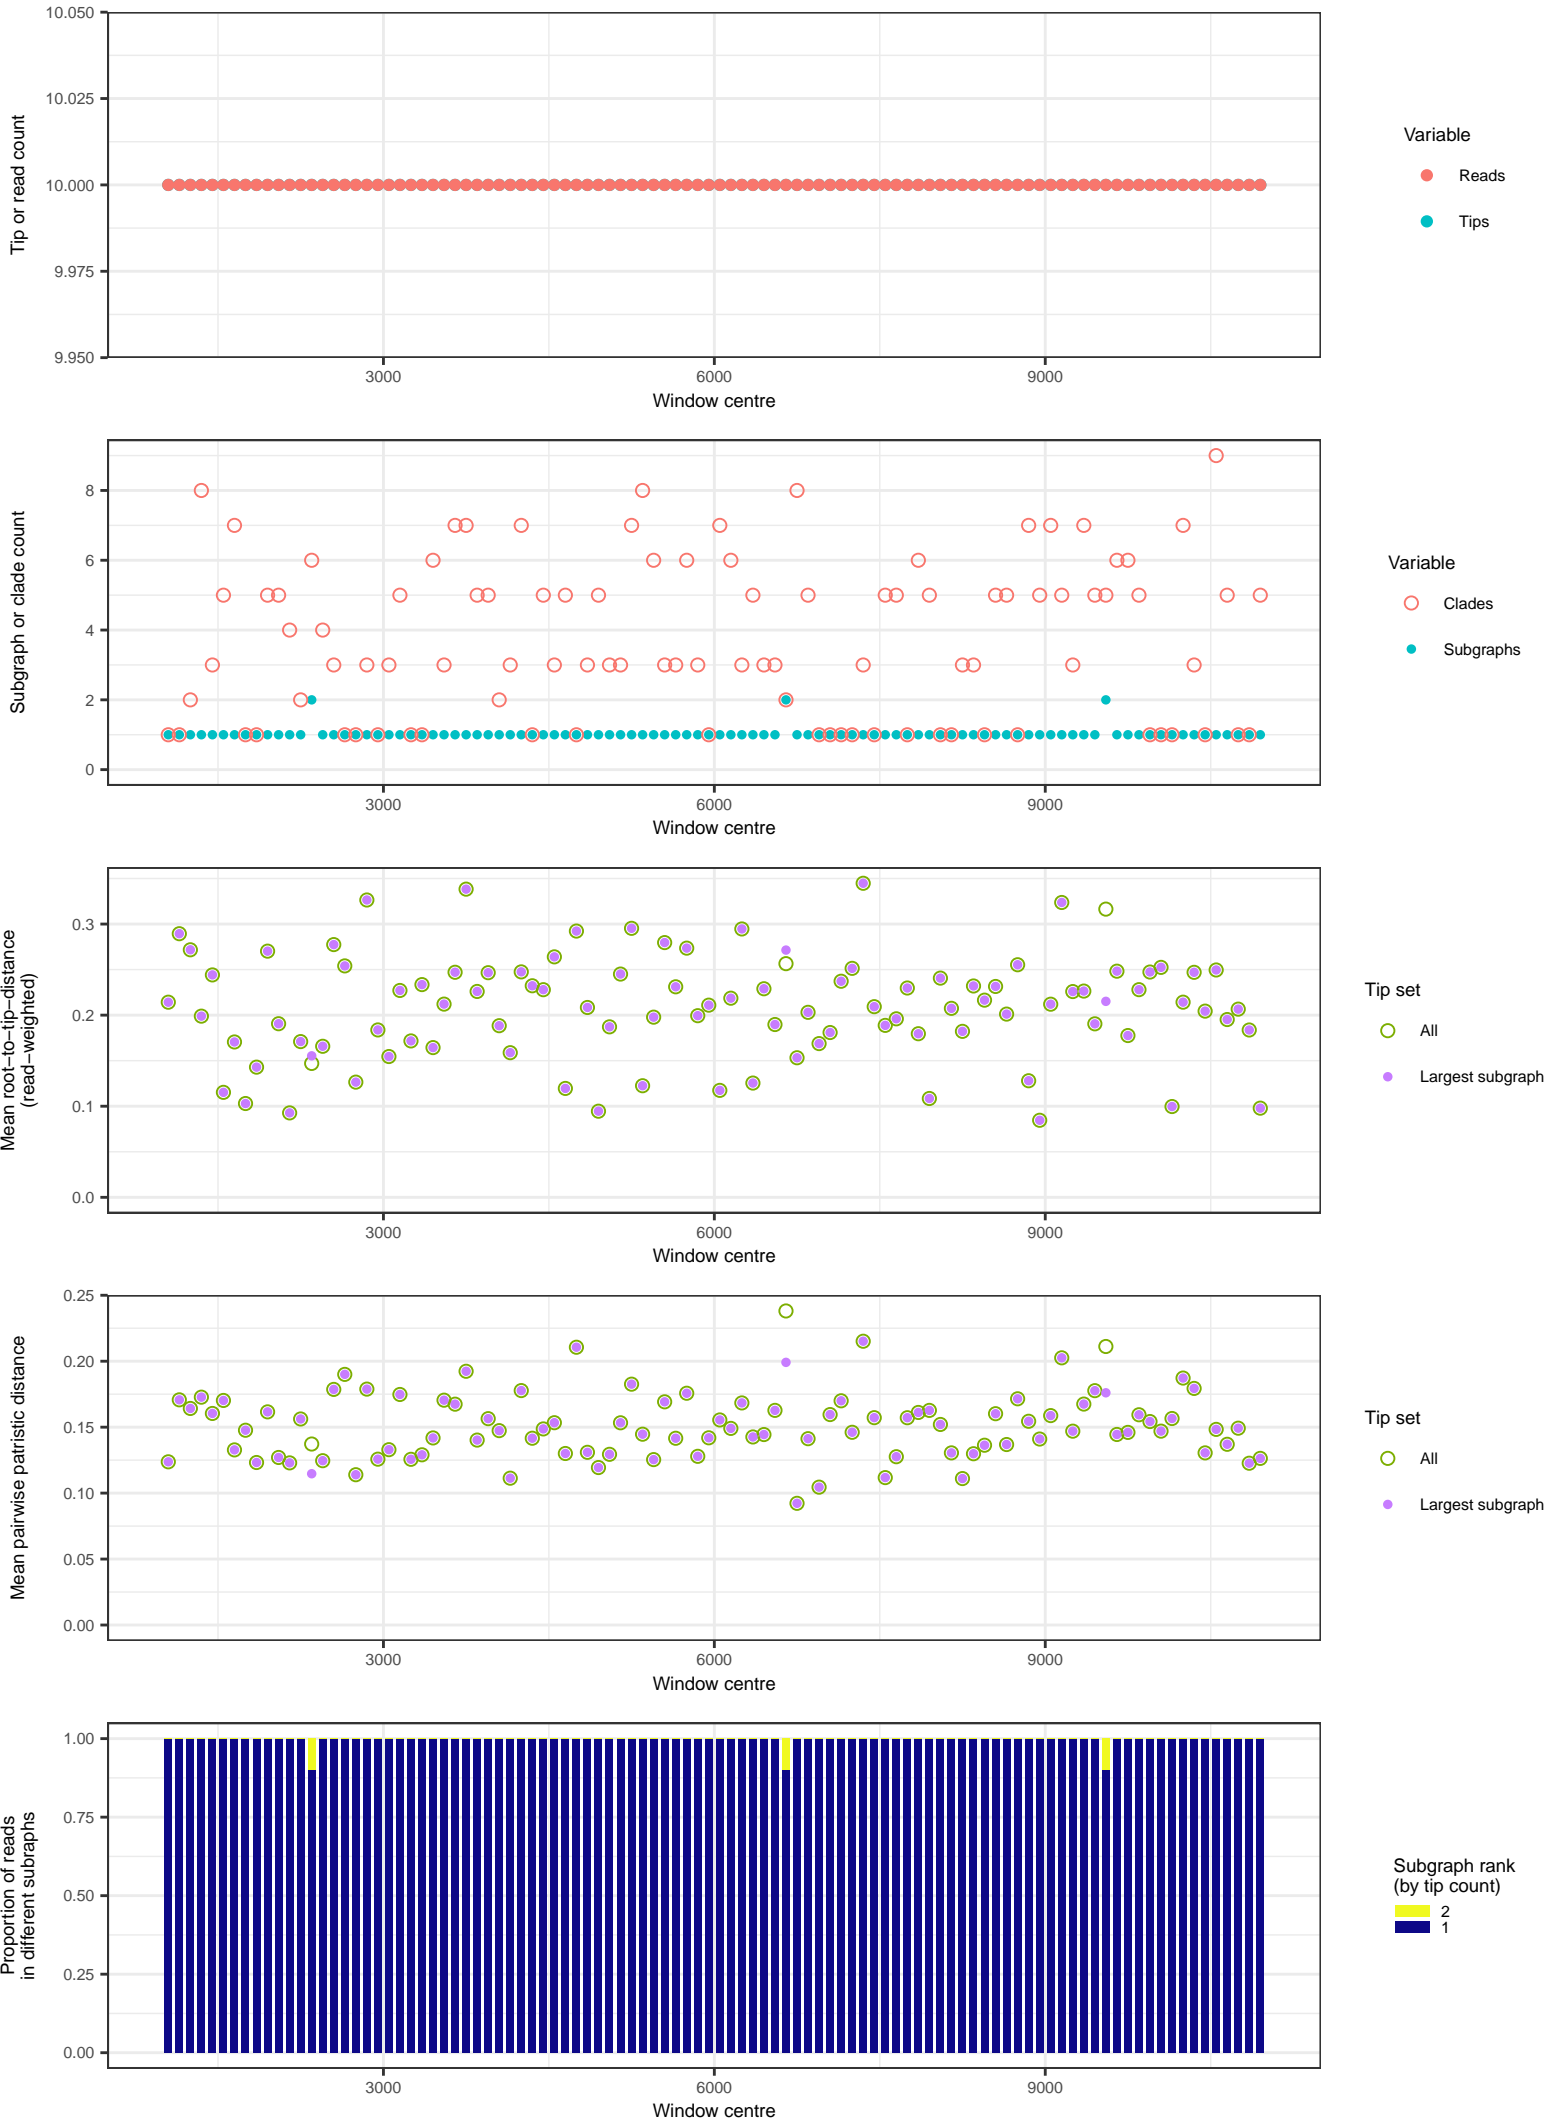 10.050
10.025
10.000
9.975
9.950
Tip or read count
3000
6000
9000
Window centre
Variable
Reads
Tips
8
6
4
2
0
Subgraph or clade count
3000
6000
9000
Window centre
Variable
Clades
Subgraphs
0.3
0.2
0.1
0.0
Mean root−to−tip−distance
(read−weighted)
3000
6000
9000
Window centre
Tip set
All
Largest subgraph
0.25
0.20
0.15
0.10
0.05
0.00
Mean pairwise patristic distance
3000
6000
9000
Window centre
Tip set
All
Largest subgraph
1.00
0.75
0.50
0.25
0.00
Proportion of reads
in different subraphs
3000
6000
9000
Window centre
Subgraph rank
(by tip count)
2
1